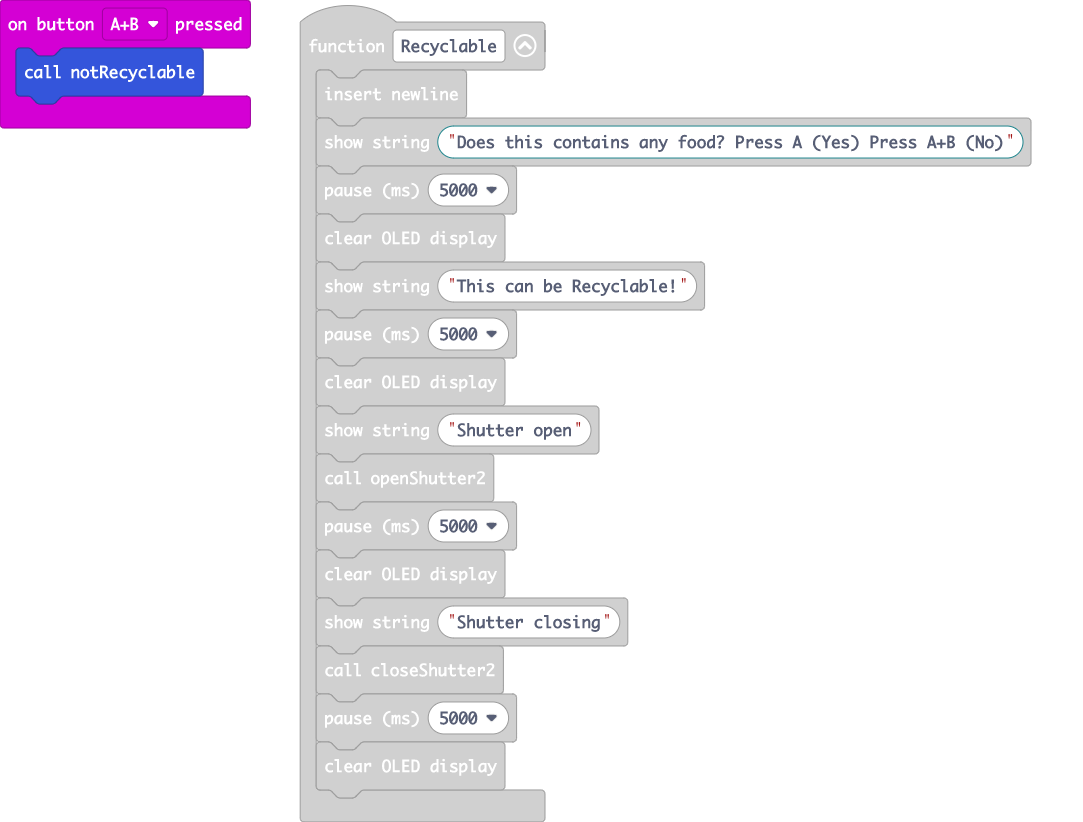 on button A+B pressed
call notRecyclable
function Recyclable
insert newline
show string "Does this contains any food? Press A (Yes) Press A+B (No)"
pause (ms) 5000
clear OLED display
show string "This can be Recyclable!"
pause (ms) 5000
clear OLED display
show string "Shutter open"
call openShutter2
pause (ms) 5000
clear OLED display
show string "Shutter closing"
call closeShutter2
pause (ms) 5000
clear OLED display